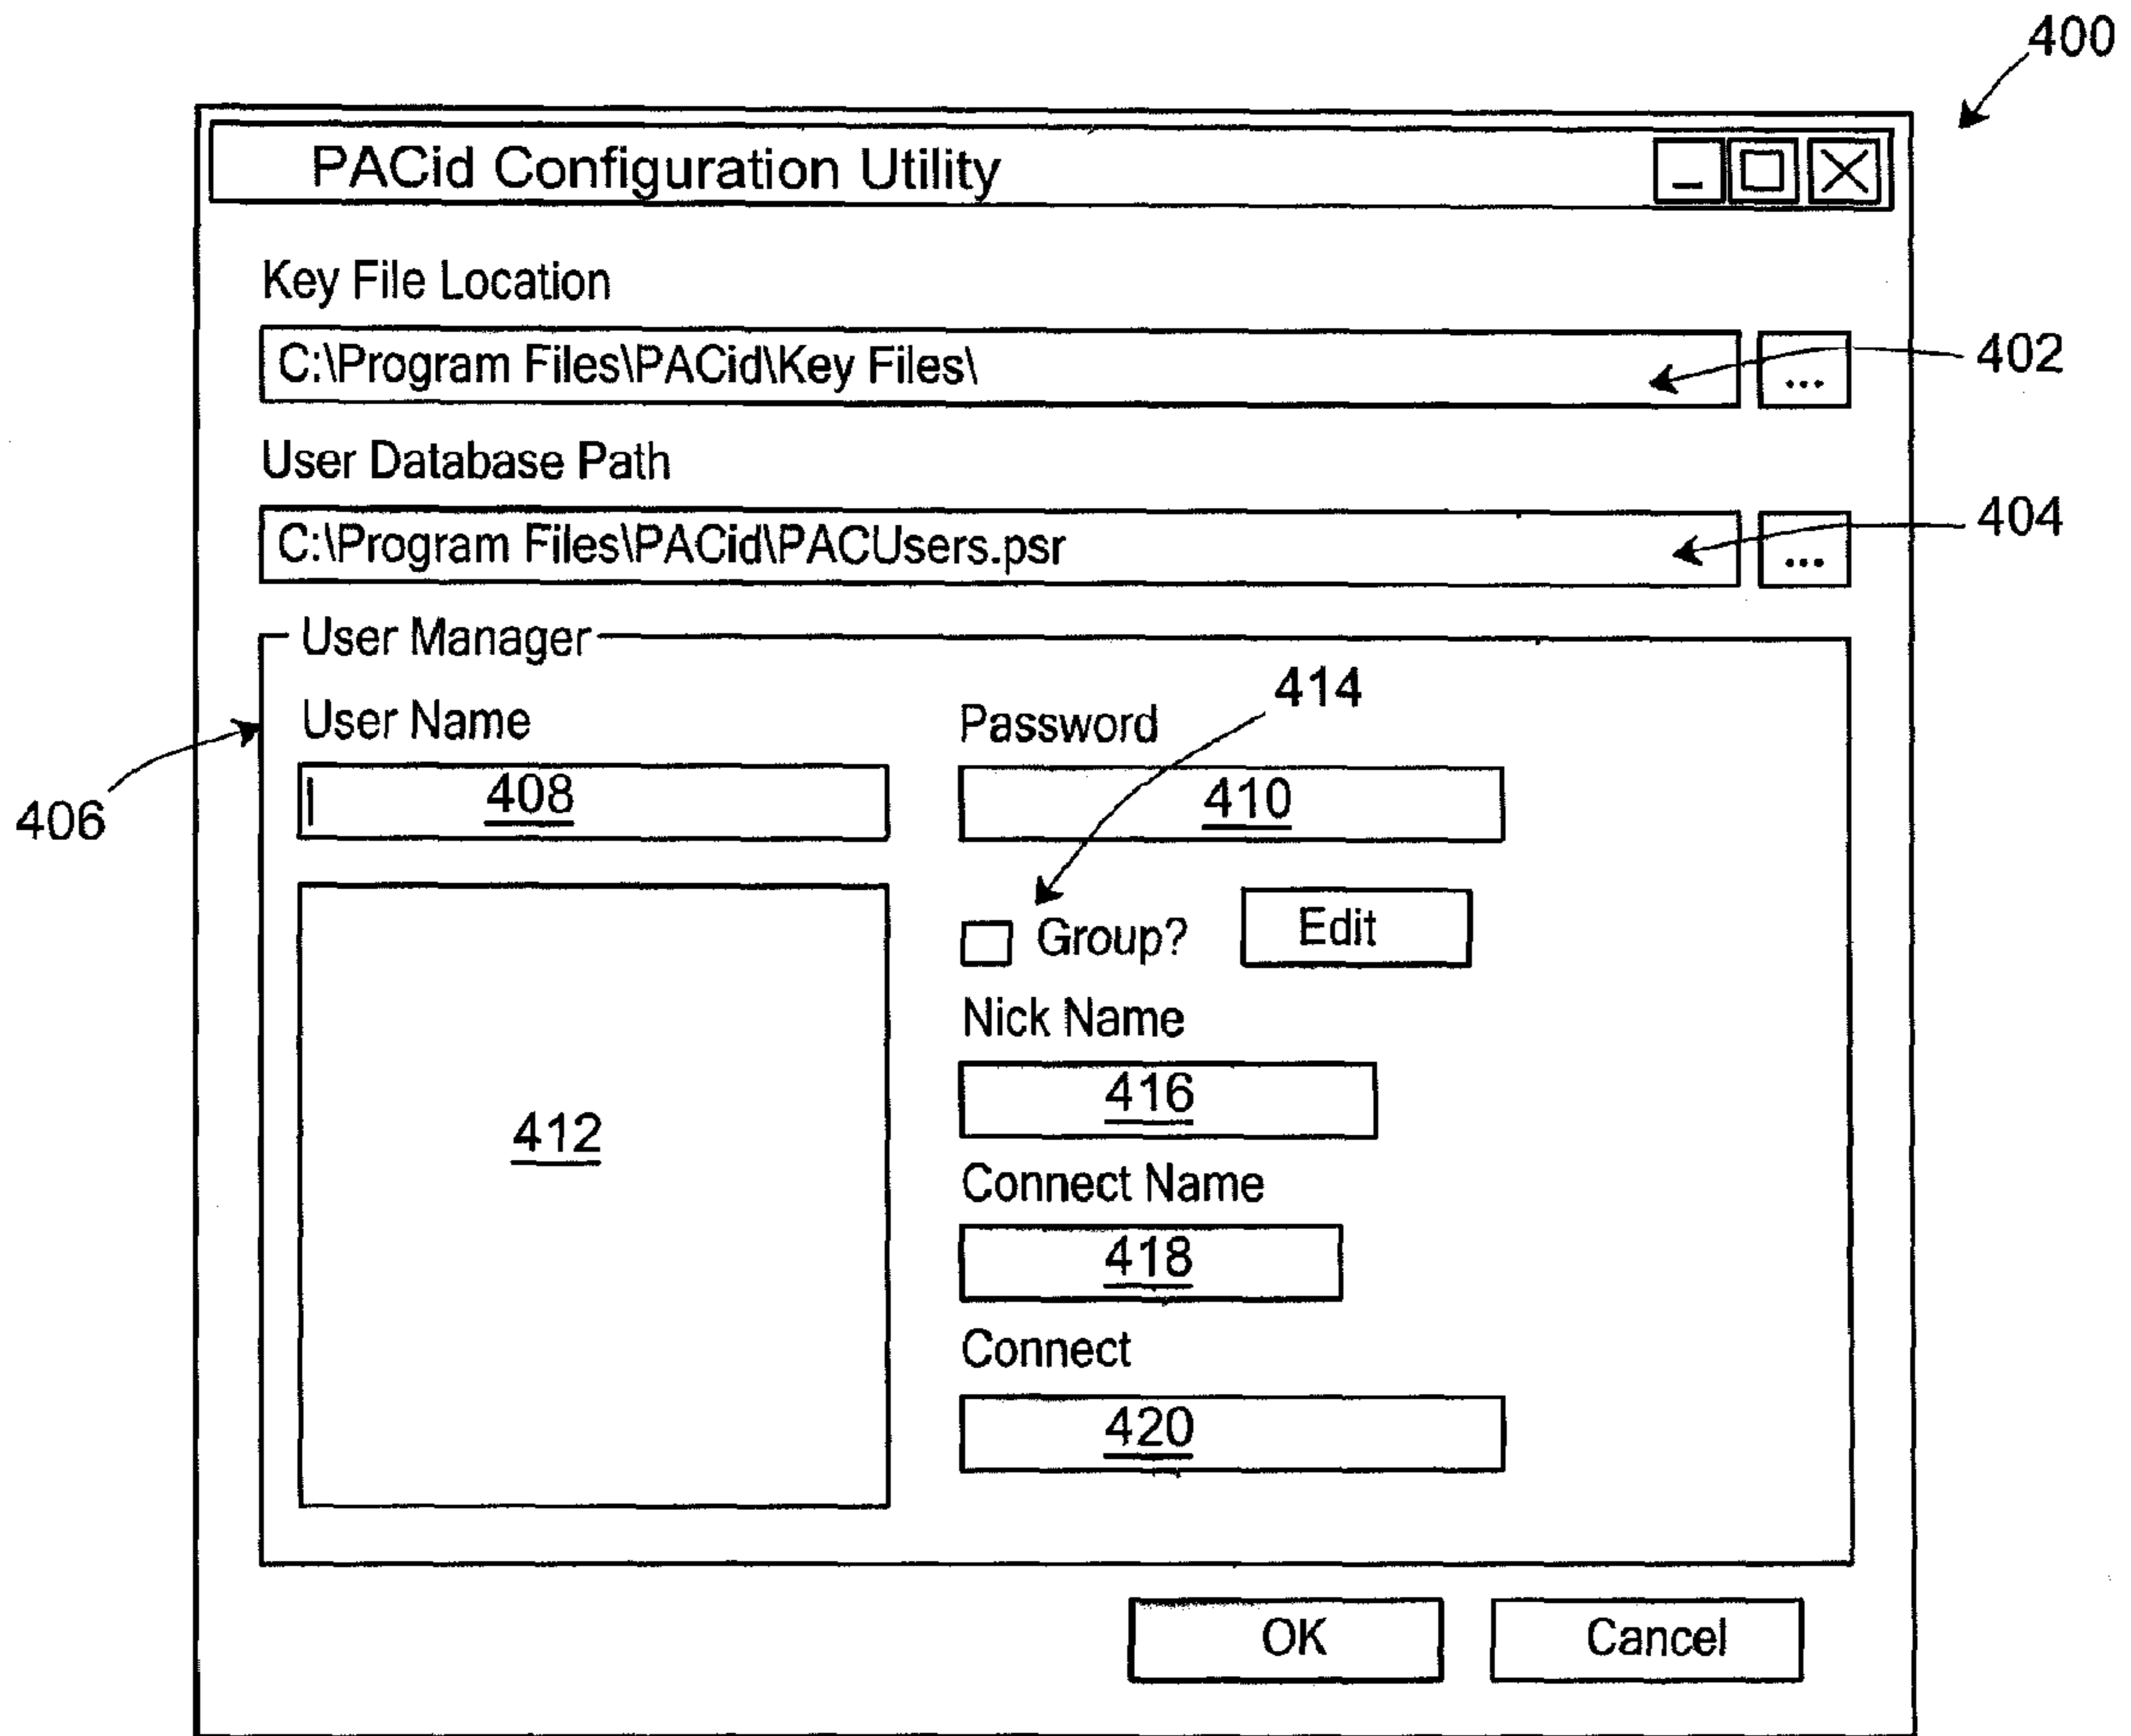 400
PACid Configuration Utility
Key File Location
C:\Program Files\PACid\Key Files\
...
402
User Database Path
C:\Program Files\PACid\PACUsers.psr
...
404
User Manager
414
User Name
Password
406
408
410
Group?
Edit
Nick Name
412
416
Connect Name
418
Connect
420
OK
Cancel